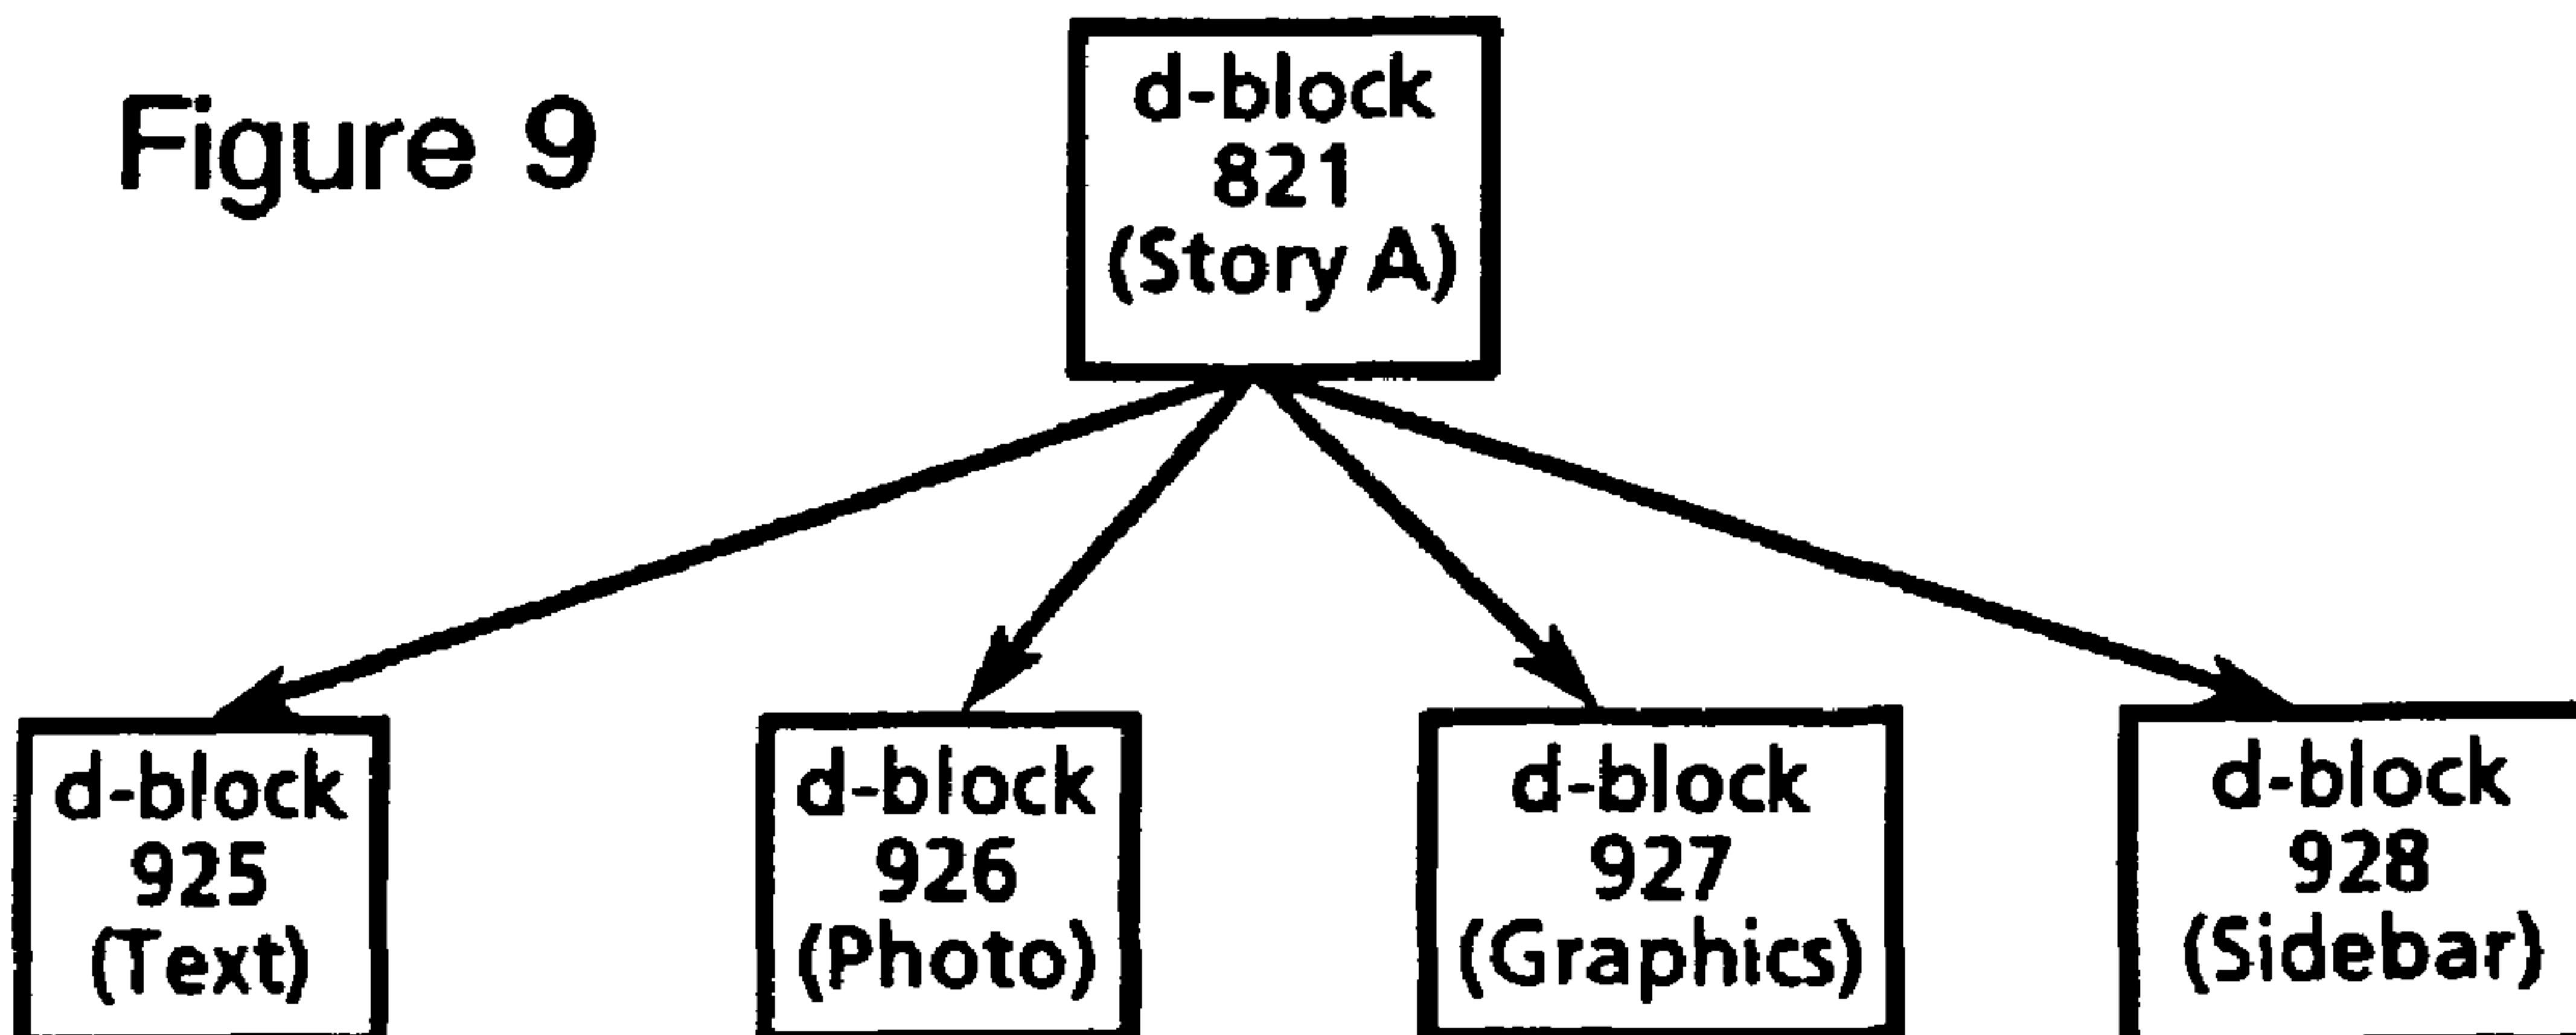 Figure 9
d-block
821
(Story A)
d-block
925
(Text)
d-block
926
(Photo)
d-block
927
(Graphics)
d-block
928
(Sidebar)